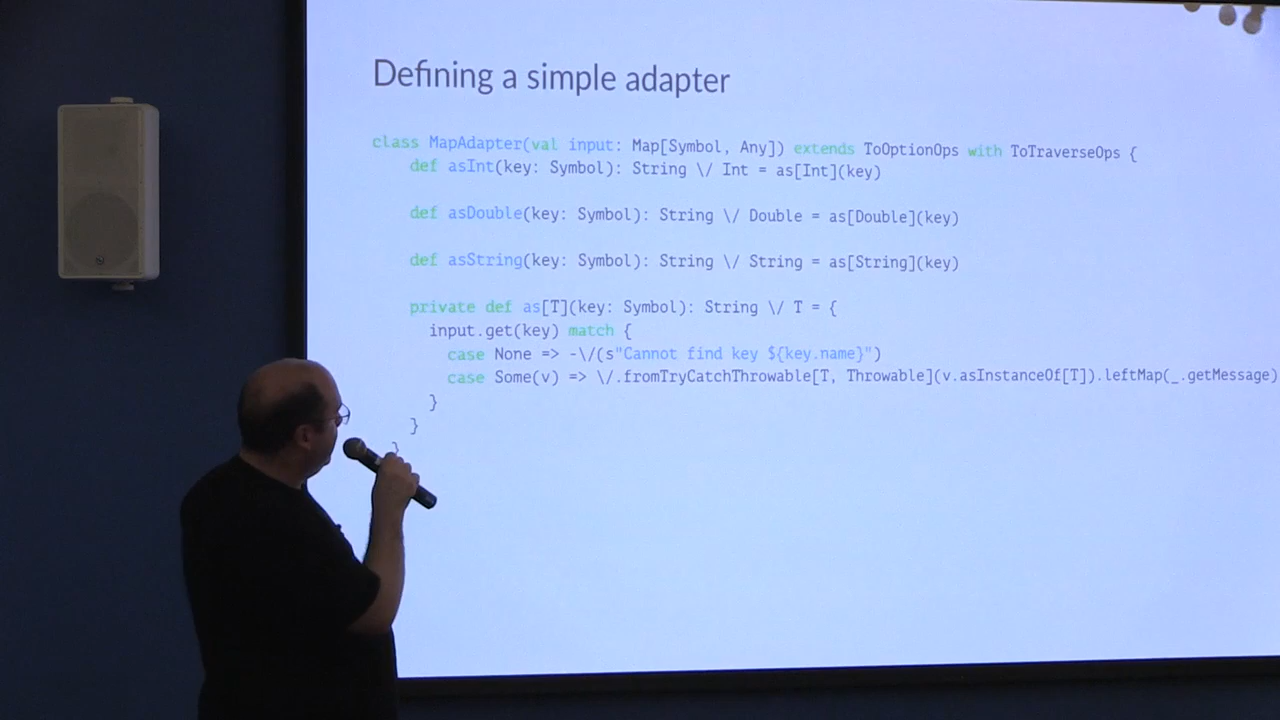 Defining a simple adapter
class MapAdapter(val input: Map[Symbol, Any]) extends ToOptionOps with ToTraverseOps {
def asInt(key: Symbol): String \/ Int = as[Int](key)
def asDouble(key: Symbol): String \/ Double = as[Double](key)
def asString(key: Symbol): String \/ String = as[String](key)
private def as[T](key: Symbol): String \/ T = {
input.get(key) match {
case None => -\/(s"Cannot find key ${key.name}")
case Some(v) => \/.fromTryCatchThrowable[T, Throwable](v.asInstanceOf[T]).leftMap(_.getMessage)
}
}
}